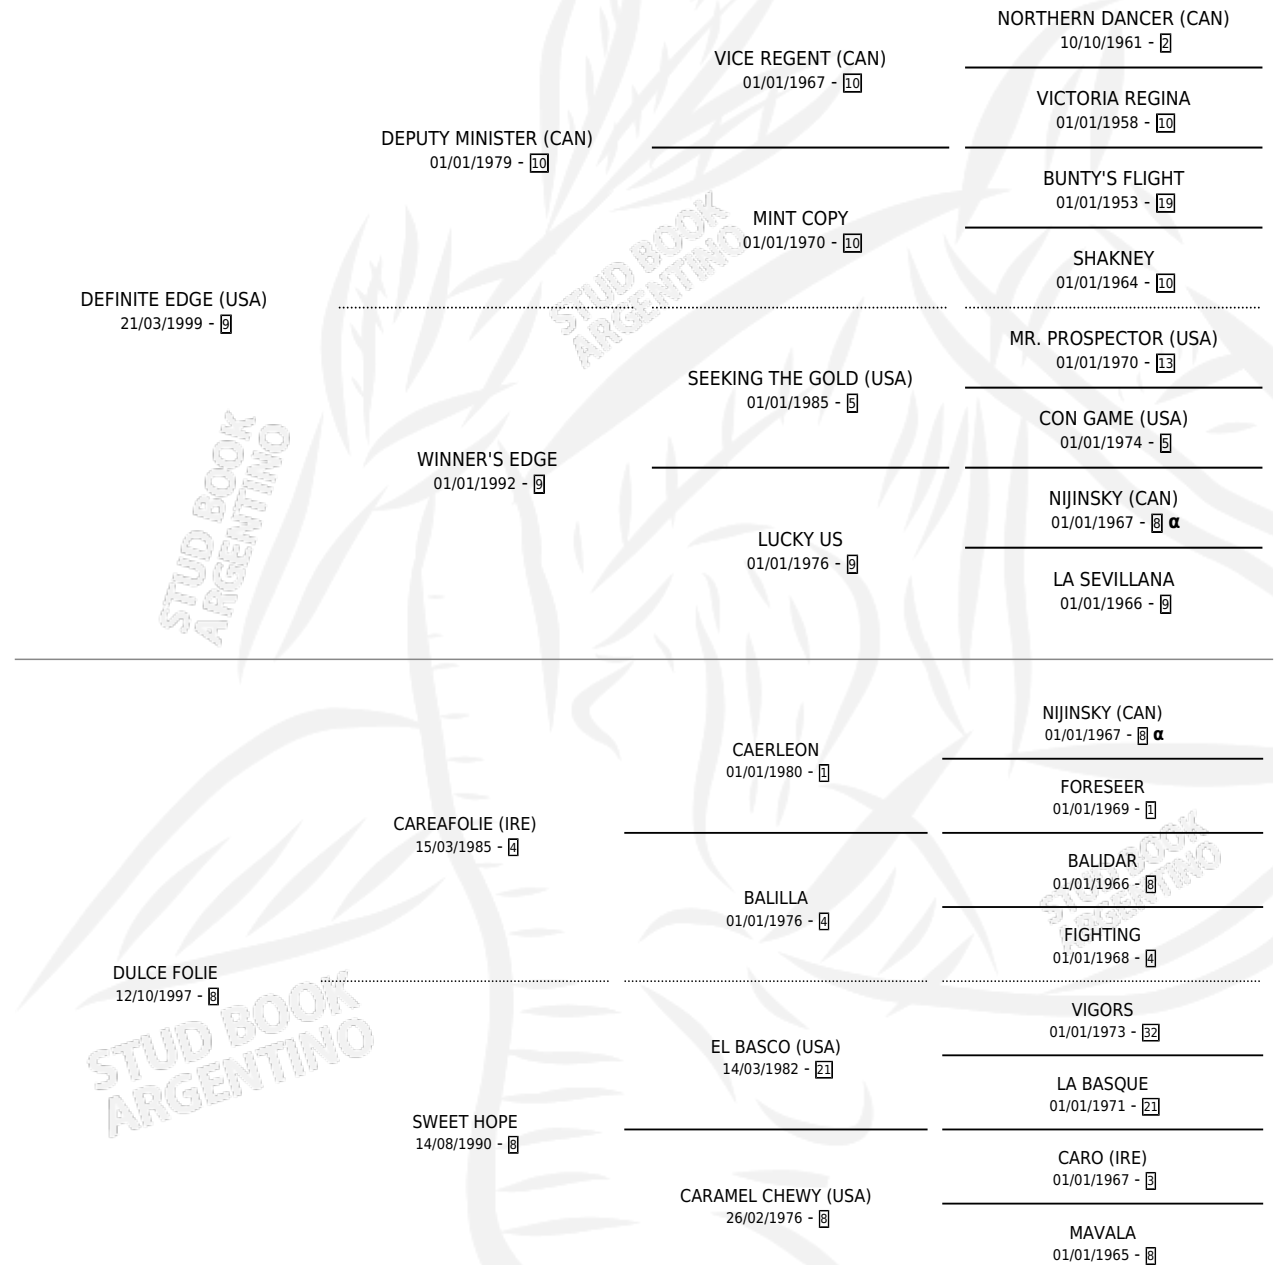 NORTHERN DANCER (CAN)
10/10/1961 - 2
VICE REGENT (CAN)
01/01/1967 - 10
VICTORIA REGINA
01/01/1958 - 10
DEPUTY MINISTER (CAN)
01/01/1979 - 10
BUNTY'S FLIGHT
01/01/1953 - 19
MINT COPY
01/01/1970 - 10
SHAKNEY
01/01/1964 - 10
DEFINITE EDGE (USA)
21/03/1999 - 9
MR. PROSPECTOR (USA)
01/01/1970 - 13
SEEKING THE GOLD (USA)
01/01/1985 - 5
CON GAME (USA)
01/01/1974 - 5
WINNER'S EDGE
01/01/1992 - 9
NIJINSKY (CAN)
01/01/1967 - 8 α
LUCKY US
01/01/1976 - 9
LA SEVILLANA
01/01/1966 - 9
NIJINSKY (CAN)
01/01/1967 - 8 α
CAERLEON
01/01/1980 - 1
FORESEER
01/01/1969 - 1
CAREAFOLIE (IRE)
15/03/1985 - 4
BALIDAR
01/01/1966 - 8
BALILLA
01/01/1976 - 4
FIGHTING
01/01/1968 - 4
DULCE FOLIE
12/10/1997 - 8
VIGORS
01/01/1973 - 32
EL BASCO (USA)
14/03/1982 - 21
LA BASQUE
01/01/1971 - 21
SWEET HOPE
14/08/1990 - 8
CARO (IRE)
01/01/1967 - 3
CARAMEL CHEWY (USA)
26/02/1976 - 8
MAVALA
01/01/1965 - 8
STUD BOOK
ARGENTINO
STUD BOOK
ARGENTINO
STUD BOOK
ARGENTINO
STUD BOOK
ARGENTINO